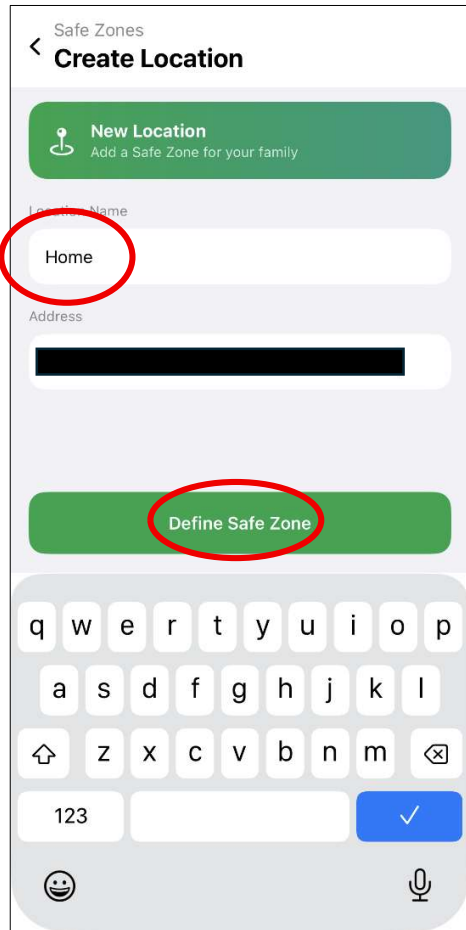 Safe Zones
Create Location
New Location
Add a Safe Zone for your family
Location Name
Home
Address
Define Safe Zone
q w e r t y u i o p
a s d f g h j k l
z x c v b n m
123